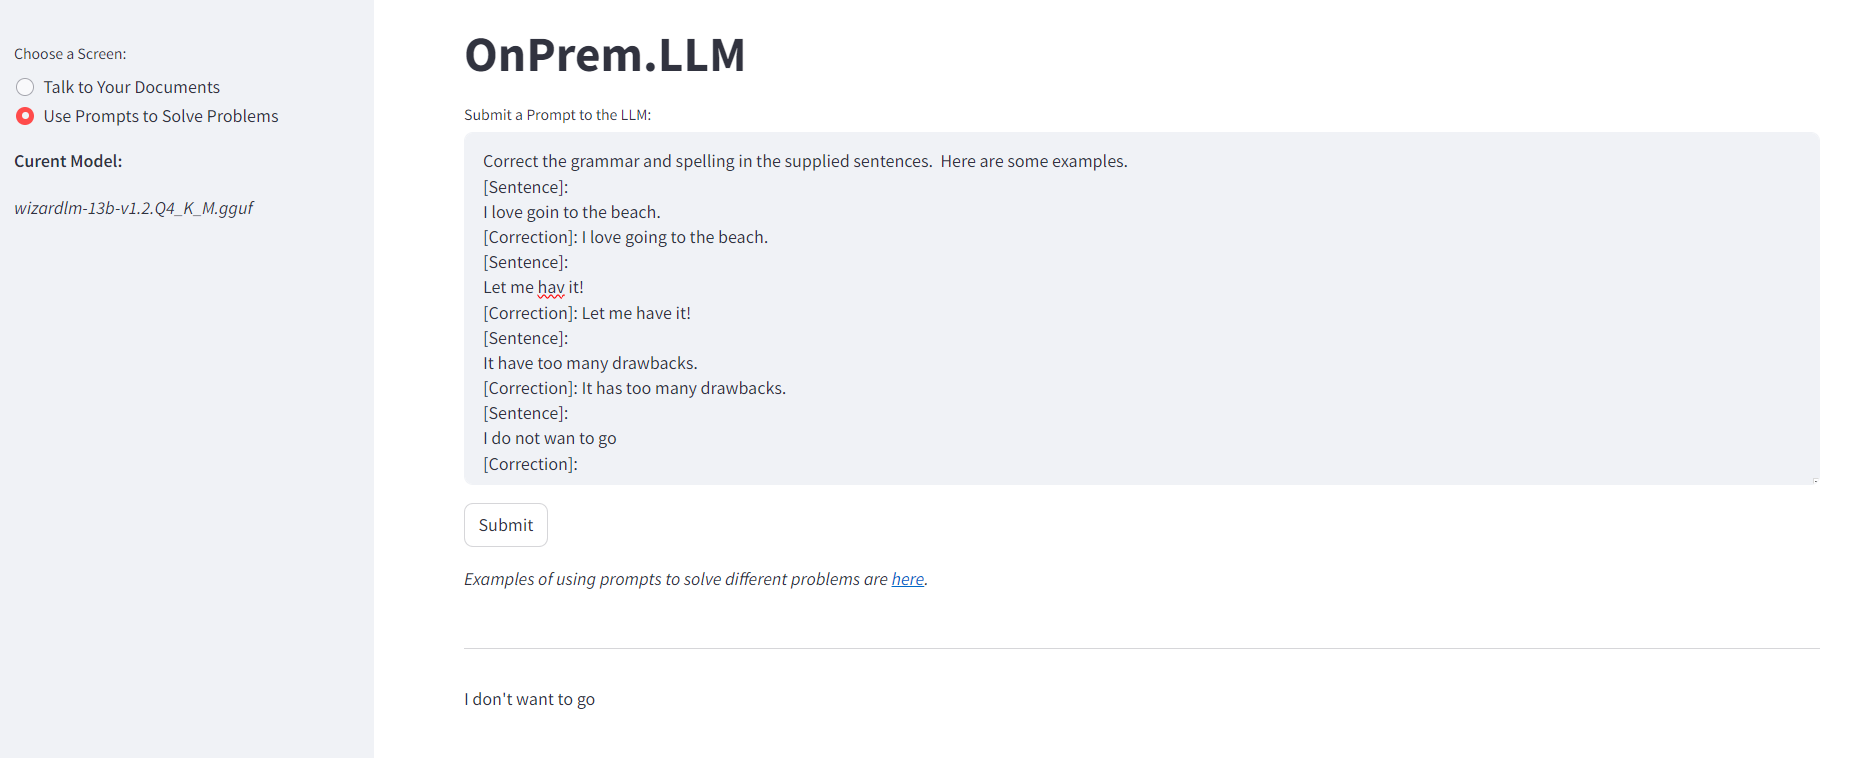 Choose a Screen:
Talk to Your Documents
Use Prompts to Solve Problems
Curent Model:
wizardlm-13b-v1.2.Q4_K_M.gguf
OnPrem.LLM
Submit a Prompt to the LLM:
Correct the grammar and spelling in the supplied sentences.  Here are some examples.
[Sentence]:
I love goin to the beach.
[Correction]: I love going to the beach.
[Sentence]:
Let me hav it!
[Correction]: Let me have it!
[Sentence]:
It have too many drawbacks.
[Correction]: It has too many drawbacks.
[Sentence]:
I do not wan to go
[Correction]:
Submit
Examples of using prompts to solve different problems are here.
I don't want to go